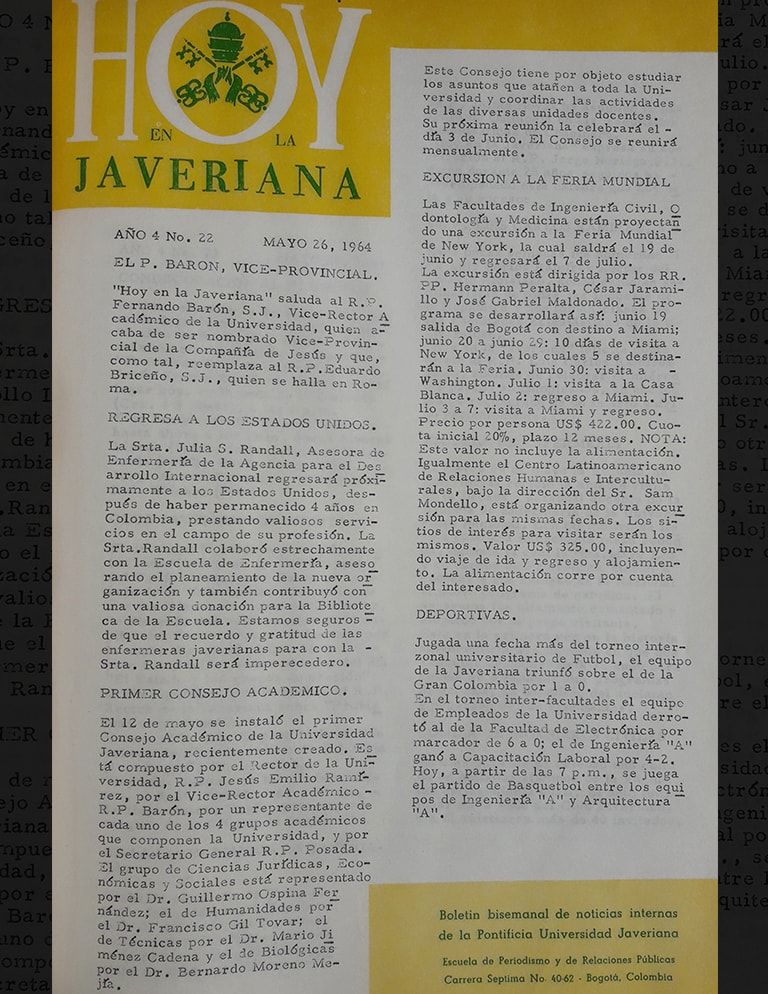 HOY
EN LA
JAVERIANA
AÑO 4 No. 22 MAYO 26, 1964
EL P. BARON, VICE-PROVINCIAL.
"Hoy en la Javeriana" saluda al R.P.
Fernando Barón, S.J., Vice-Rector A
cadémico de la Universidad, quien a-
caba de ser nombrado Vice-Provin-
cial de la Compañía de Jesús y que,
como tal, reemplaza al R.P.Eduardo
Briceño, S.J., quien se halla en Ro-
ma.
REGRESA A LOS ESTADOS UNIDOS.
La Srta. Julia S. Randall, Asesora de
Enfermería de la Agencia para el Des
arrollo Internacional regresará próxi-
mamente a los Estados Unidos, des-
pués de haber permanecido 4 años en
Colombia, prestando valiosos servi-
cios en el campo de su profesión. La
Srta.Randall colaboró estrechamente
con la Escuela de Enfermería, aseso
rando el planeamiento de la nueva or
ganización y también contribuyó con
una valiosa donación para la Bibliote
ca de la Escuela. Estamos seguros -
de que el recuerdo y gratitud de las
enfermeras javerianas para con la -
Srta. Randall será imperecedero.
PRIMER CONSEJO ACADEMICO.
El 12 de mayo se instaló el primer
Consejo Académico de la Universidad
Javeriana, recientemente creado. Es
tá compuesto por el Rector de la Uni-
versidad, R.P. Jesús Emilio Ramí-
rez, por el Vice-Rector Académico -
R.P. Barón, por un representante de
cada uno de los 4 grupos académicos
que componen la Universidad, y por
el Secretario General R.P. Posada.
El grupo de Ciencias Jurídicas, Eco-
nómicas y Sociales está representado
por el Dr. Guillermo Ospina Fer
nández; el de Humanidades por
el Dr. Francisco Gil Tovar; el
de Técnicas por el Dr. Mario Ji
ménez Cadena y el de Biológicas
por el Dr. Bernardo Moreno Me-
jía.
Este Consejo tiene por objeto estudiar
los asuntos que atañen a toda la Uni-
versidad y coordinar las actividades
de las diversas unidades docentes.
Su próxima reunión la celebrará el -
día 3 de Junio. El Consejo se reunirá
mensualmente.
EXCURSION A LA FERIA MUNDIAL
Las Facultades de Ingeniería Civil, O
dontología y Medicina están proyectan
do una excursión a la Feria Mundial
de New York, la cual saldrá el 19 de
junio y regresará el 7 de julio.
La excursión está dirigida por los RR.
PP. Hermann Peralta, César Jarami-
llo y José Gabriel Maldonado. El pro-
grama se desarrollará así: junio 19
salida de Bogotá con destino a Miami;
junio 20 a junio 29: 10 días de visita a
New York, de los cuales 5 se destina-
rán a la Feria. Junio 30: visita a -
Washington. Julio 1: visita a la Casa
Blanca. Julio 2: regreso a Miami. Ju-
lio 3 a 7: visita a Miami y regreso.
Precio por persona US $ 422.00. Cuo-
ta inicial 20%, plazo 12 meses. NOTA:
Este valor no incluye la alimentación.
Igualmente el Centro Latinoamericano
de Relaciones Humanas e Intercultu-
rales, bajo la dirección del Sr. Sam
Mondello, está organizando otra excur
sión para las mismas fechas. Los si-
tios de interés para visitar serán los
mismos. Valor US$ 325.00, incluyen-
do viaje de ida y regreso y alojamien-
to. La alimentación corre por cuenta
del interesado.
DEPORTIVAS.
Jugada una fecha más del torneo inter-
zonal universitario de Futbol, el equipo
de la Javeriana triunfó sobre el de la
Gran Colombia por 1 a 0.
En el torneo inter-facultades el equipo
de Empleados de la Universidad derro-
tó al de la Facultad de Electrónica por
marcador de 6 a 0; el de Ingeniería "A"
ganó a Capacitación Laboral por 4-2.
Hoy, a partir de las 7 p.m., se juega
el partido de Basquetbol entre los equi
pos de Ingeniería "A" y Arquitectura
"A".
Boletin bisemanal de noticias internas
de la Pontificia Universidad Javeriana
Escuela de Periodismo y de Relaciones Públicas
Carrera Septima No. 40-62 - Bogotá, Colombia